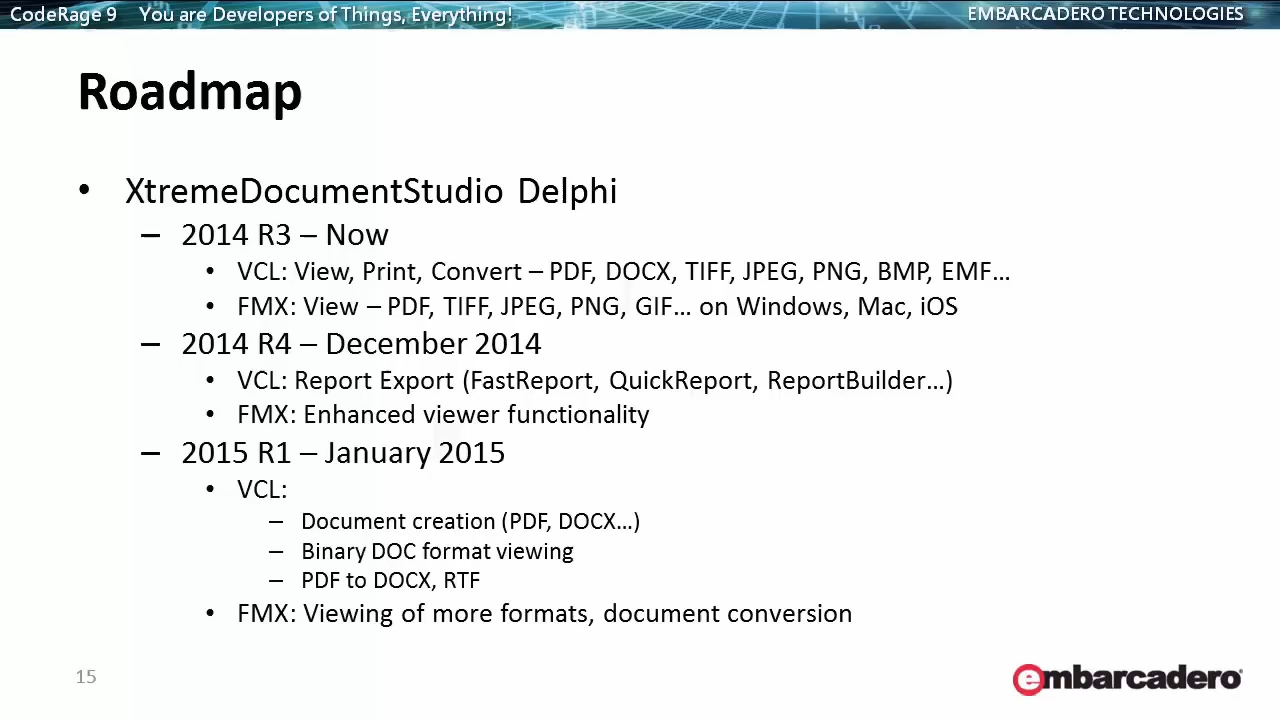 CodeRage 9 You are Developers of Things, Everything!
EMBARCADERO TECHNOLOGIES
Roadmap
• XtremeDocumentStudio Delphi
– 2014 R3 – Now
• VCL: View, Print, Convert – PDF, DOCX, TIFF, JPEG, PNG, BMP, EMF…
• FMX: View – PDF, TIFF, JPEG, PNG, GIF… on Windows, Mac, iOS
– 2014 R4 – December 2014
• VCL: Report Export (FastReport, QuickReport, ReportBuilder…)
• FMX: Enhanced viewer functionality
– 2015 R1 – January 2015
• VCL:
– Document creation (PDF, DOCX…)
– Binary DOC format viewing
– PDF to DOCX, RTF
• FMX: Viewing of more formats, document conversion
15
embarcadero